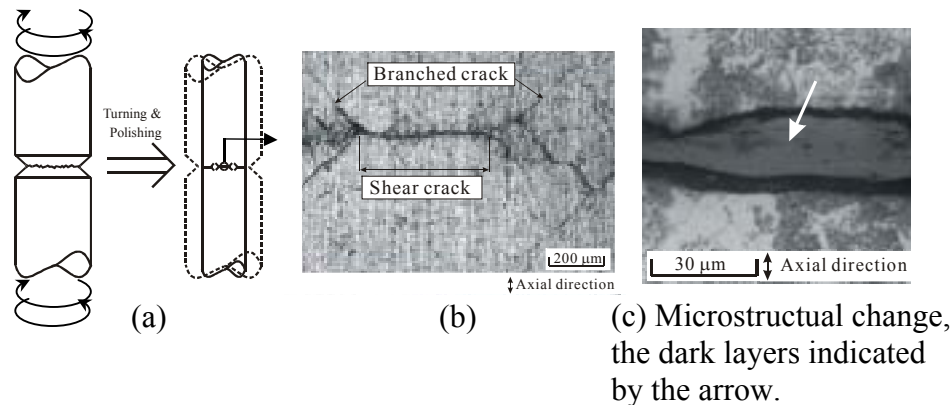 Turning &
Polishing
(a)
Branched crack
Shear crack
200 μm
Axial direction
(b)
30 μm
Axial direction
(c) Microstructual change,
the dark layers indicated
by the arrow.